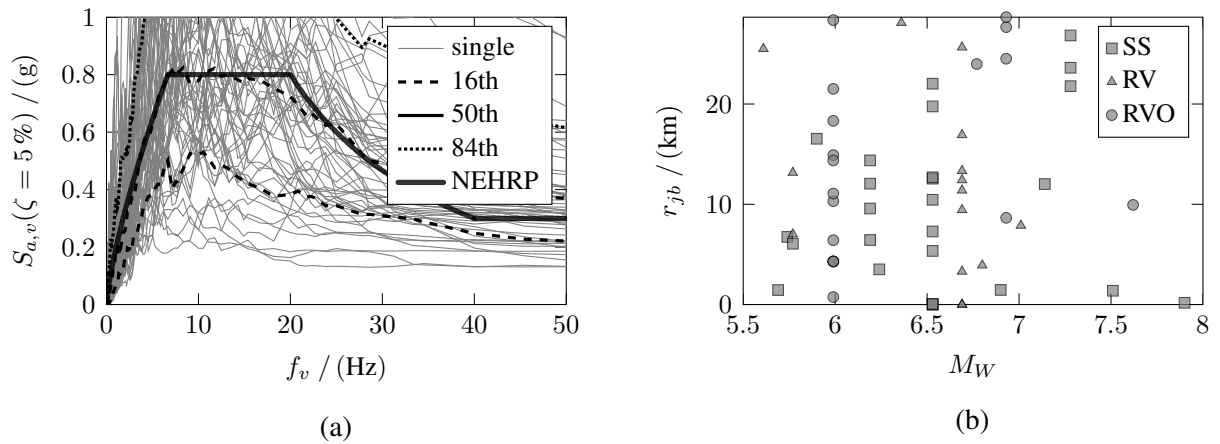 S_{a,v}(ζ = 5 %) / (g)
1
0.8
0.6
0.4
0.2
0
0 10 20 30 40 50
f_v / (Hz)
single
16th
50th
84th
NEHRP
(a)
r_{jb} / (km)
20
10
0
5.5 6 6.5 7 7.5 8
M_W
SS
RV
RVO
(b)